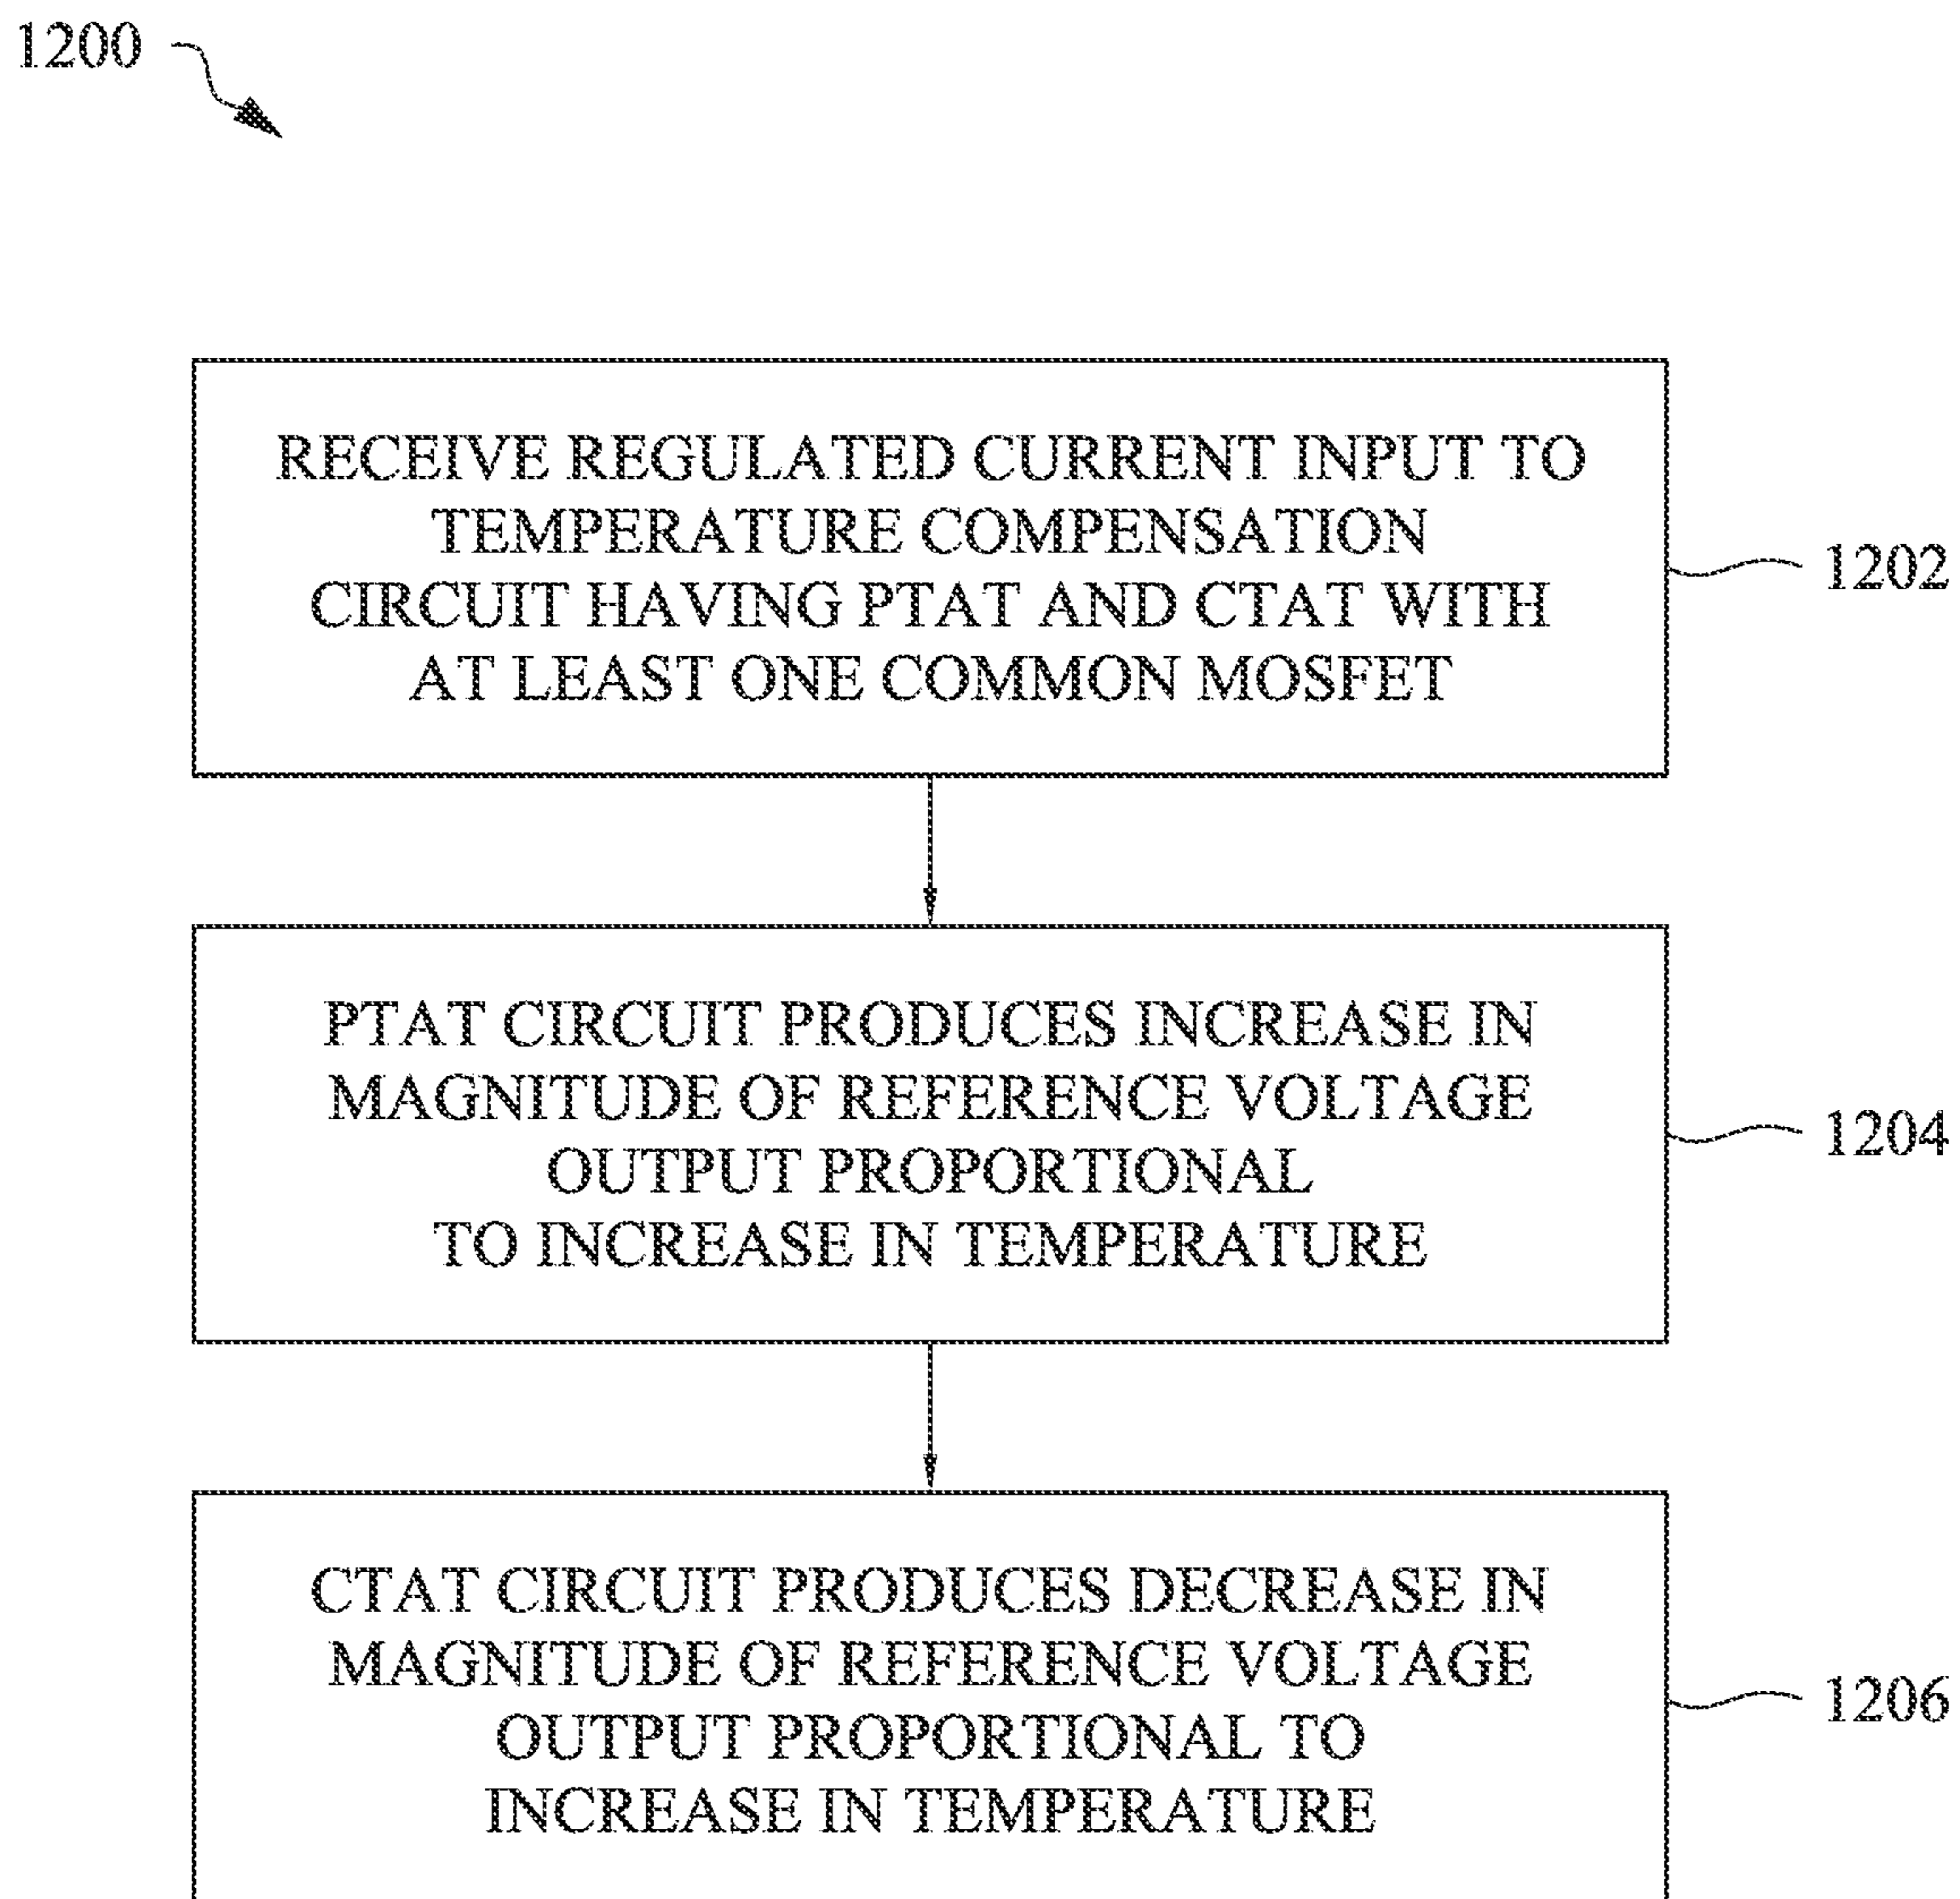 1200
RECEIVE REGULATED CURRENT INPUT TO
TEMPERATURE COMPENSATION
CIRCUIT HAVING PTAT AND CTAT WITH
AT LEAST ONE COMMON MOSFET
1202
PTAT CIRCUIT PRODUCES INCREASE IN
MAGNITUDE OF REFERENCE VOLTAGE
OUTPUT PROPORTIONAL
TO INCREASE IN TEMPERATURE
1204
CTAT CIRCUIT PRODUCES DECREASE IN
MAGNITUDE OF REFERENCE VOLTAGE
OUTPUT PROPORTIONAL TO
INCREASE IN TEMPERATURE
1206